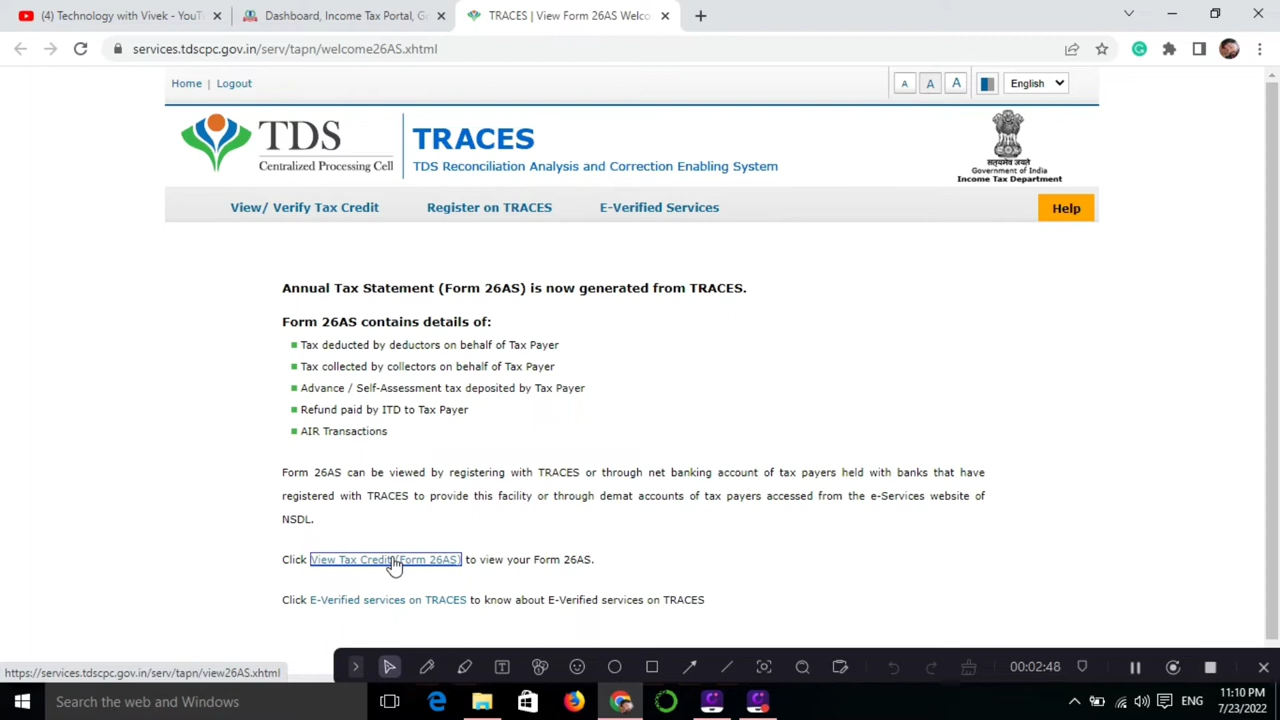 (4) Technology with Vivek - YouT
Dashboard, Income Tax Portal, Go
TRACES | View Form 26AS Welco
services.tdscpc.gov.in/serv/tapn/welcome26AS.xhtml
Home | Logout
A A A English
TDS
Centralized Processing Cell
TRACES
TDS Reconciliation Analysis and Correction Enabling System
सत्यमेव जयते
Government of India
Income Tax Department
View/ Verify Tax Credit Register on TRACES E-Verified Services Help
Annual Tax Statement (Form 26AS) is now generated from TRACES.
Form 26AS contains details of:
Tax deducted by deductors on behalf of Tax Payer
Tax collected by collectors on behalf of Tax Payer
Advance / Self-Assessment tax deposited by Tax Payer
Refund paid by ITD to Tax Payer
AIR Transactions
Form 26AS can be viewed by registering with TRACES or through net banking account of tax payers held with banks that have
registered with TRACES to provide this facility or through demat accounts of tax payers accessed from the e-Services website of
NSDL.
Click View Tax Credit (Form 26AS) to view your Form 26AS.
Click E-Verified services on TRACES to know about E-Verified services on TRACES
https://services.tdscpc.gov.in/serv/tapn/view26AS.xhtml
00:02:48
Search the web and Windows
ENG
11:10 PM
7/23/2022